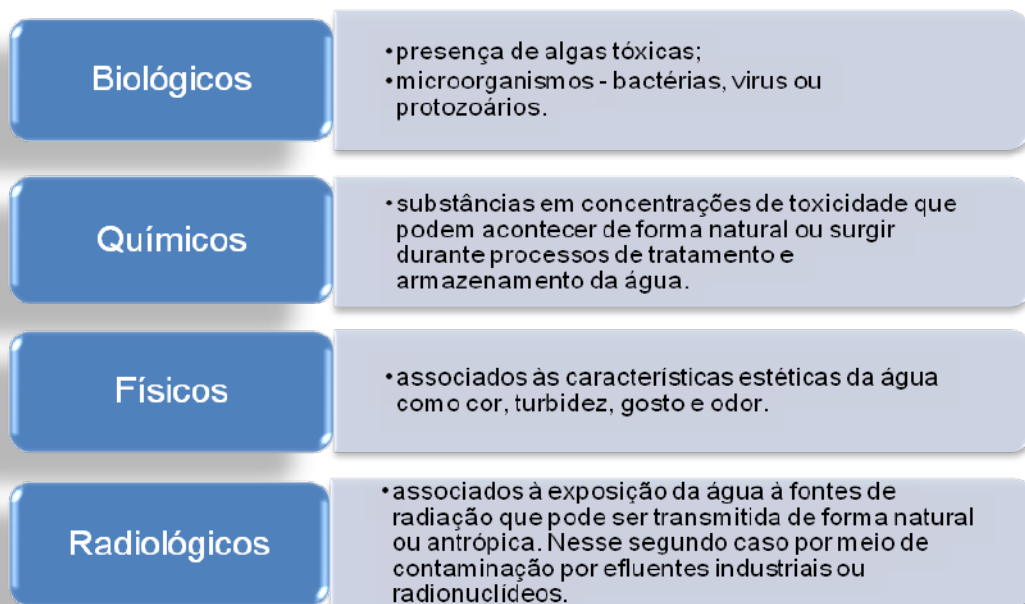 Biológicos
•presença de algas tóxicas;
•microorganismos - bactérias, virus ou
protozoários.
Químicos
•substâncias em concentrações de toxicidade que
podem acontecer de forma natural ou surgir
durante processos de tratamento e
armazenamento da água.
Físicos
•associados às características estéticas da água
como cor, turbidez, gosto e odor.
Radiológicos
•associados à exposição da água à fontes de
radiação que pode ser transmitida de forma natural
ou antrópica. Nesse segundo caso por meio de
contaminação por efluentes industriais ou
radionuclídeos.